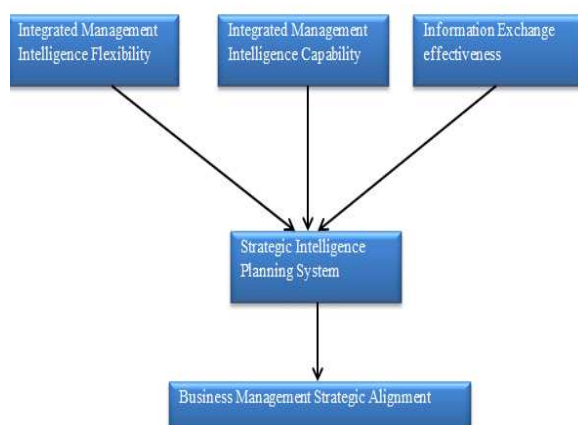 Integrated Management
Intelligence Flexibility
Integrated Management
Intelligence Capability
Information Exchange
effectiveness
Strategic Intelligence
Planning System
Business Management Strategic Alignment